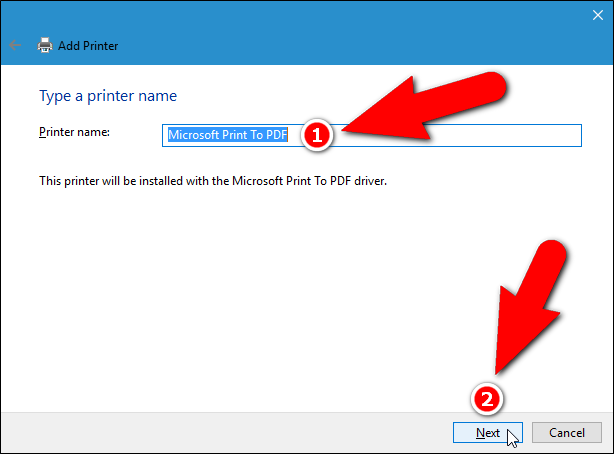 Add Printer
Type a printer name
Printer name:
Microsoft Print To PDF
1
This printer will be installed with the Microsoft Print To PDF driver.
2
Next
Cancel